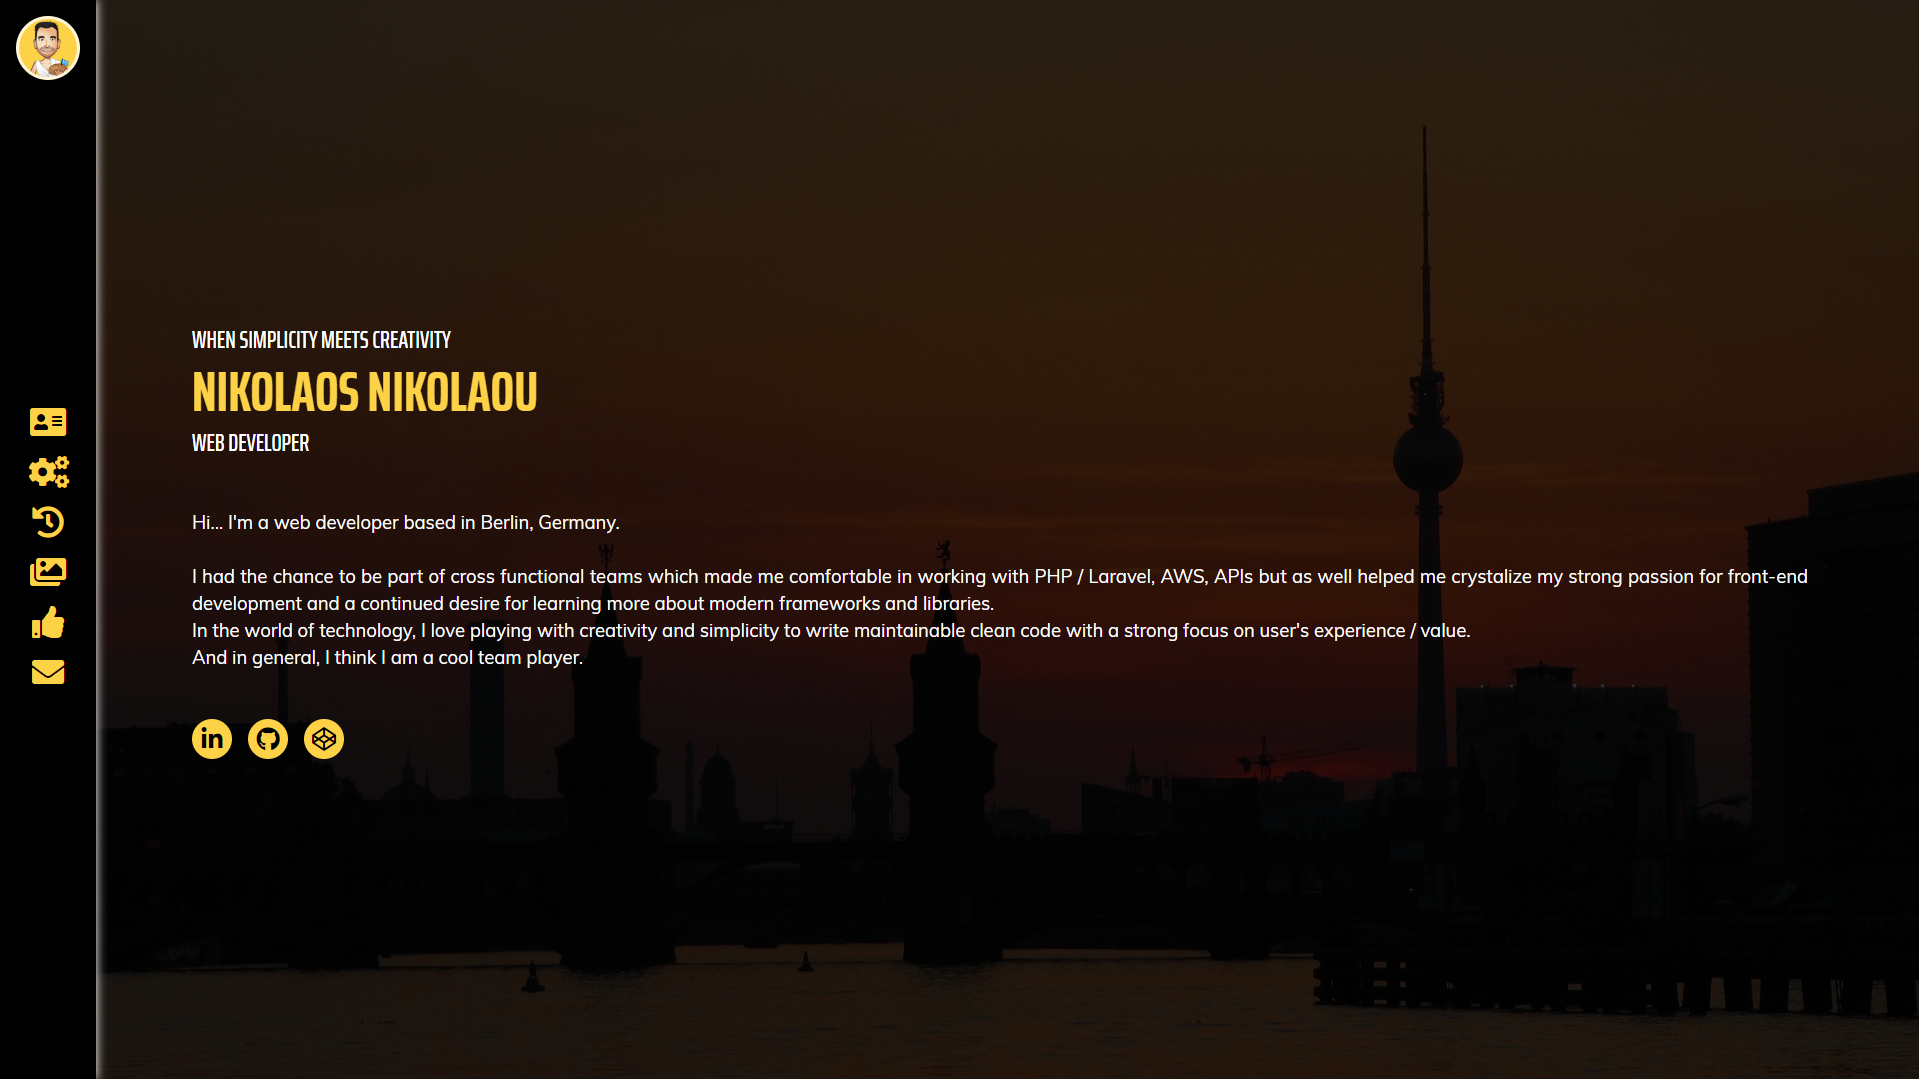 WHEN SIMPLICITY MEETS CREATIVITY
NIKOLAOS NIKOLAOU
WEB DEVELOPER
Hi... I'm a web developer based in Berlin, Germany.
I had the chance to be part of cross functional teams which made me comfortable in working with PHP / Laravel, AWS, APIs but as well helped me crystalize my strong passion for front-end
development and a continued desire for learning more about modern frameworks and libraries.
In the world of technology, I love playing with creativity and simplicity to write maintainable clean code with a strong focus on user's experience / value.
And in general, I think I am a cool team player.
in